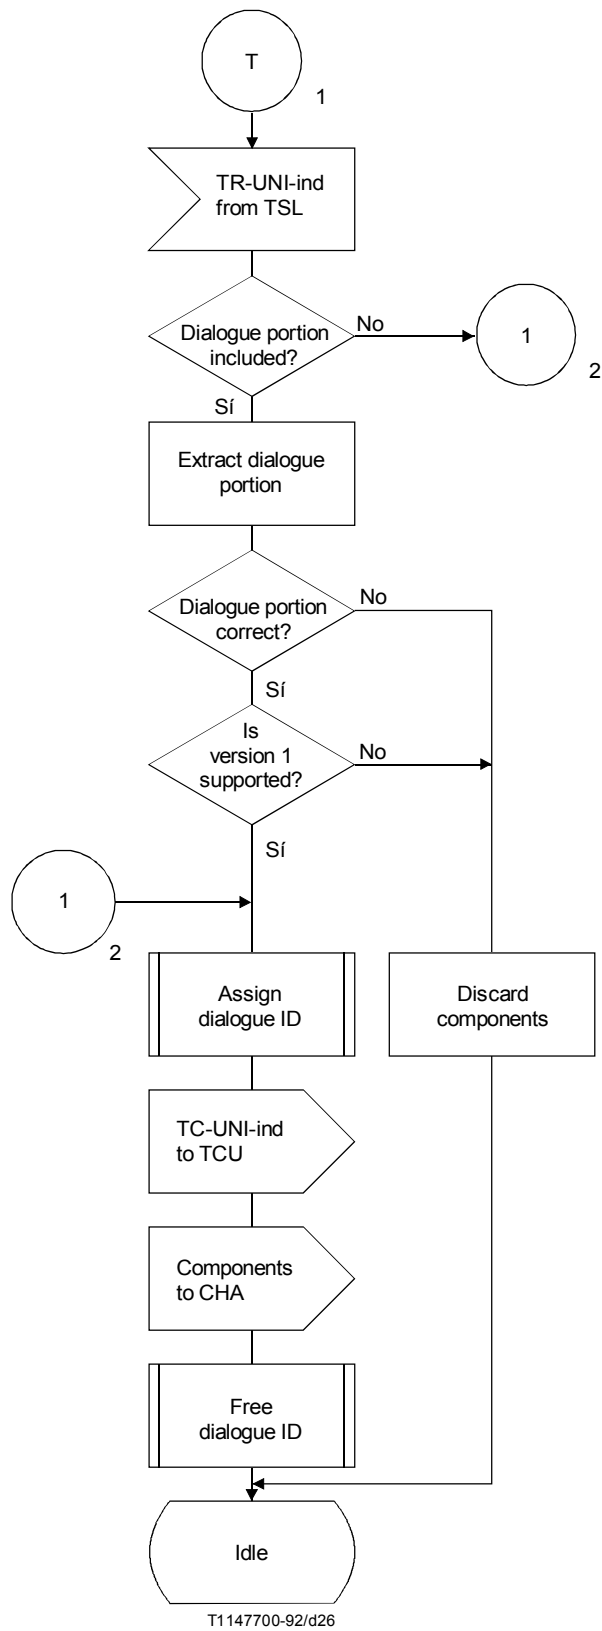 T
1
TR-UNI-ind
from TSL
Dialogue portion
included?
No
1
2
Sí
Extract dialogue
portion
Dialogue portion
correct?
No
Sí
Is
version 1
supported?
No
Sí
1
2
Assign
dialogue ID
Discard
components
TC-UNI-ind
to TCU
Components
to CHA
Free
dialogue ID
Idle
T1147700-92/d26